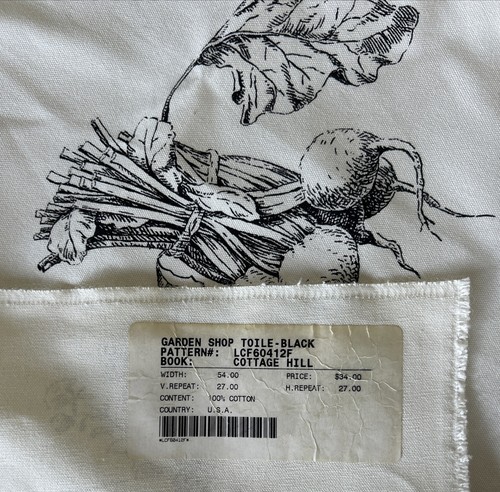 GARDEN SHOP TOILE-BLACK
PATTERN#: LCF60412F
BOOK: COTTAGE HILL
WIDTH: 54.00 PRICE: $34.00
V.REPEAT: 27.00 H.REPEAT: 27.00
CONTENT: 100% COTTON
COUNTRY: U.S.A.
*LCF60412F*